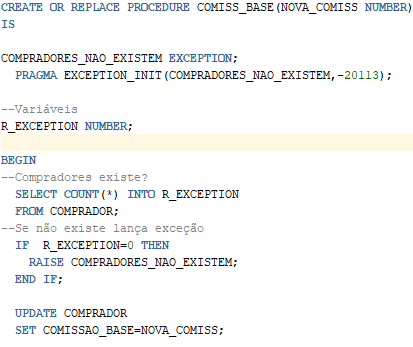 CREATE OR REPLACE PROCEDURE COMISS_BASE(NOVA_COMISS NUMBER)
IS
COMPRADORES_NAO_EXISTEM EXCEPTION;
PRAGMA EXCEPTION_INIT(COMPRADORES_NAO_EXISTEM,-20113);
--Variáveis
R_EXCEPTION NUMBER;
BEGIN
--Compradores existe?
SELECT COUNT(*) INTO R_EXCEPTION
FROM COMPRADOR;
--Se não existe lança exceção
IF R_EXCEPTION=0 THEN
RAISE COMPRADORES_NAO_EXISTEM;
END IF;
UPDATE COMPRADOR
SET COMISSAO_BASE=NOVA_COMISS;